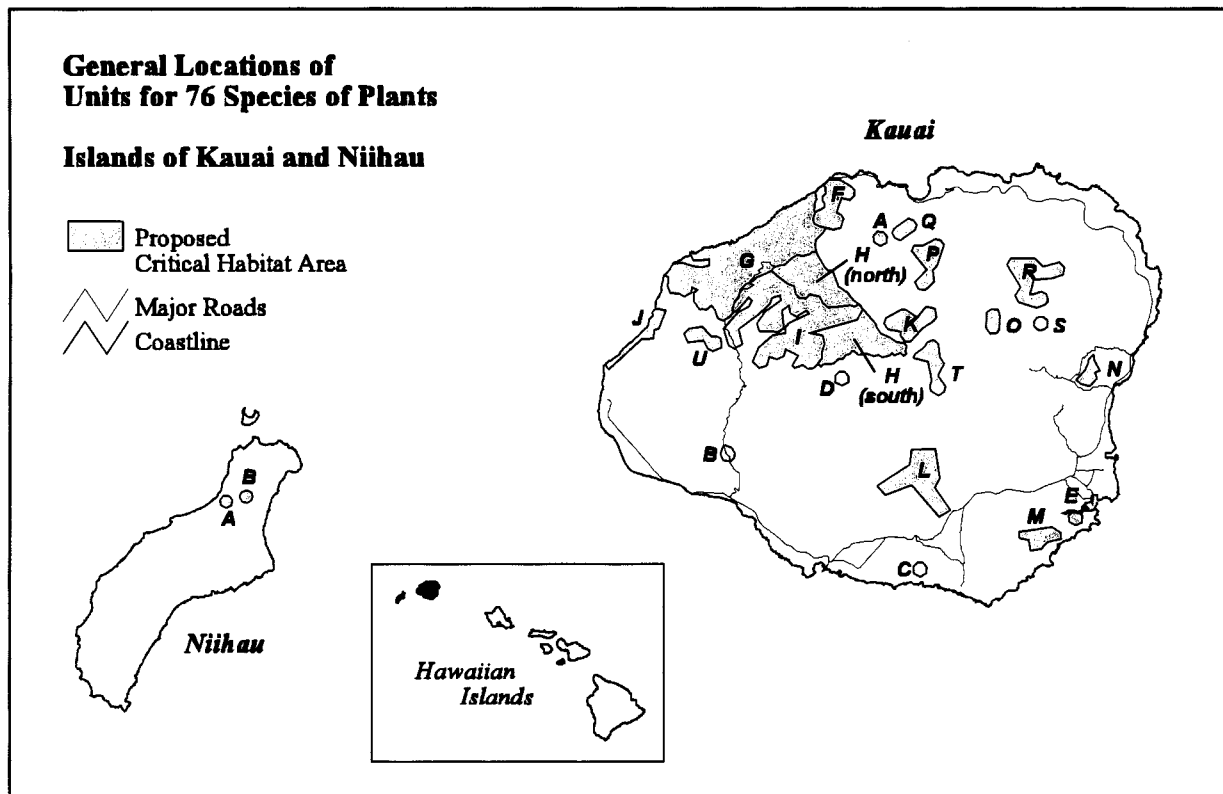 General Locations of
Units for 76 Species of Plants
Islands of Kauai and Niihau
Proposed
Critical Habitat Area
Major Roads
Coastline
Kauai
F
A
Q
G
H
(north)
P
R
J
U
I
K
O
S
D
H
(south)
T
N
B
L
E
M
C
B
A
Niihau
Hawaiian
Islands